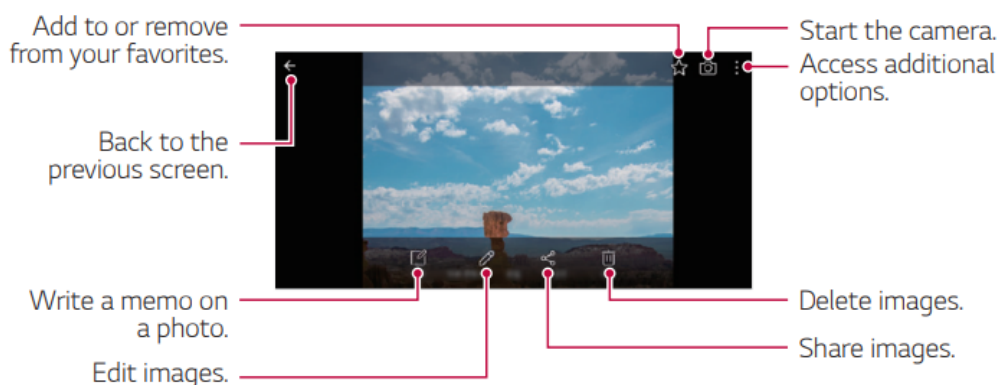 Add to or remove
from your favorites.
Start the camera.
Access additional
options.
Back to the
previous screen.
Write a memo on
a photo.
Delete images.
Share images.
Edit images.